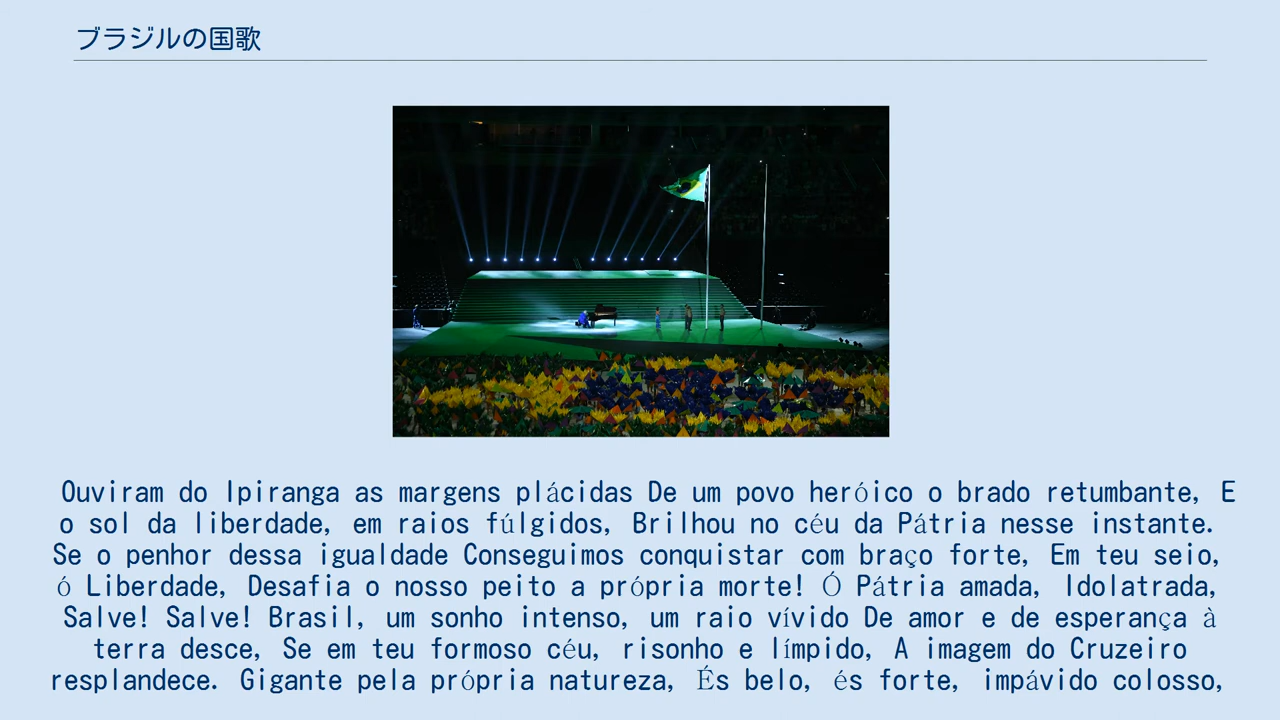 ブラジルの国歌
Ouviram do Ipiranga as margens plácidas De um povo heróico o brado retumbante, E
o sol da liberdade, em raios fúlgidos, Brilhou no céu da Pátria nesse instante.
Se o penhor dessa igualdade Conseguimos conquistar com braço forte, Em teu seio,
ó Liberdade, Desafia o nosso peito a própria morte! Ó Pátria amada, Idolatrada,
Salve! Salve! Brasil, um sonho intenso, um raio vívido De amor e de esperança à
terra desce, Se em teu formoso céu, risonho e límpido, A imagem do Cruzeiro
resplandece. Gigante pela própria natureza, És belo, és forte, impávido colosso,